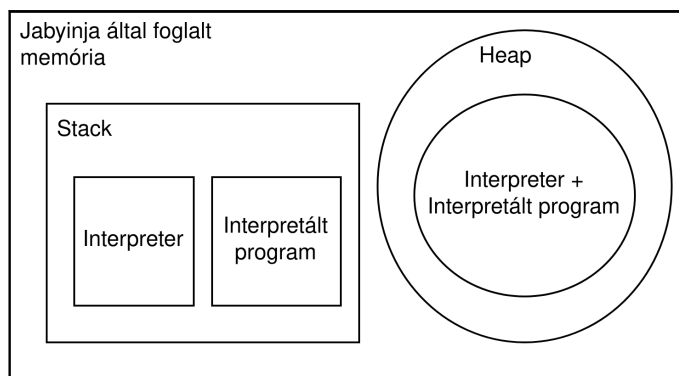 Jabyinja által foglalt
memória
Heap
Stack
Interpreter
Interpretált
program
Interpreter +
Interpretált program